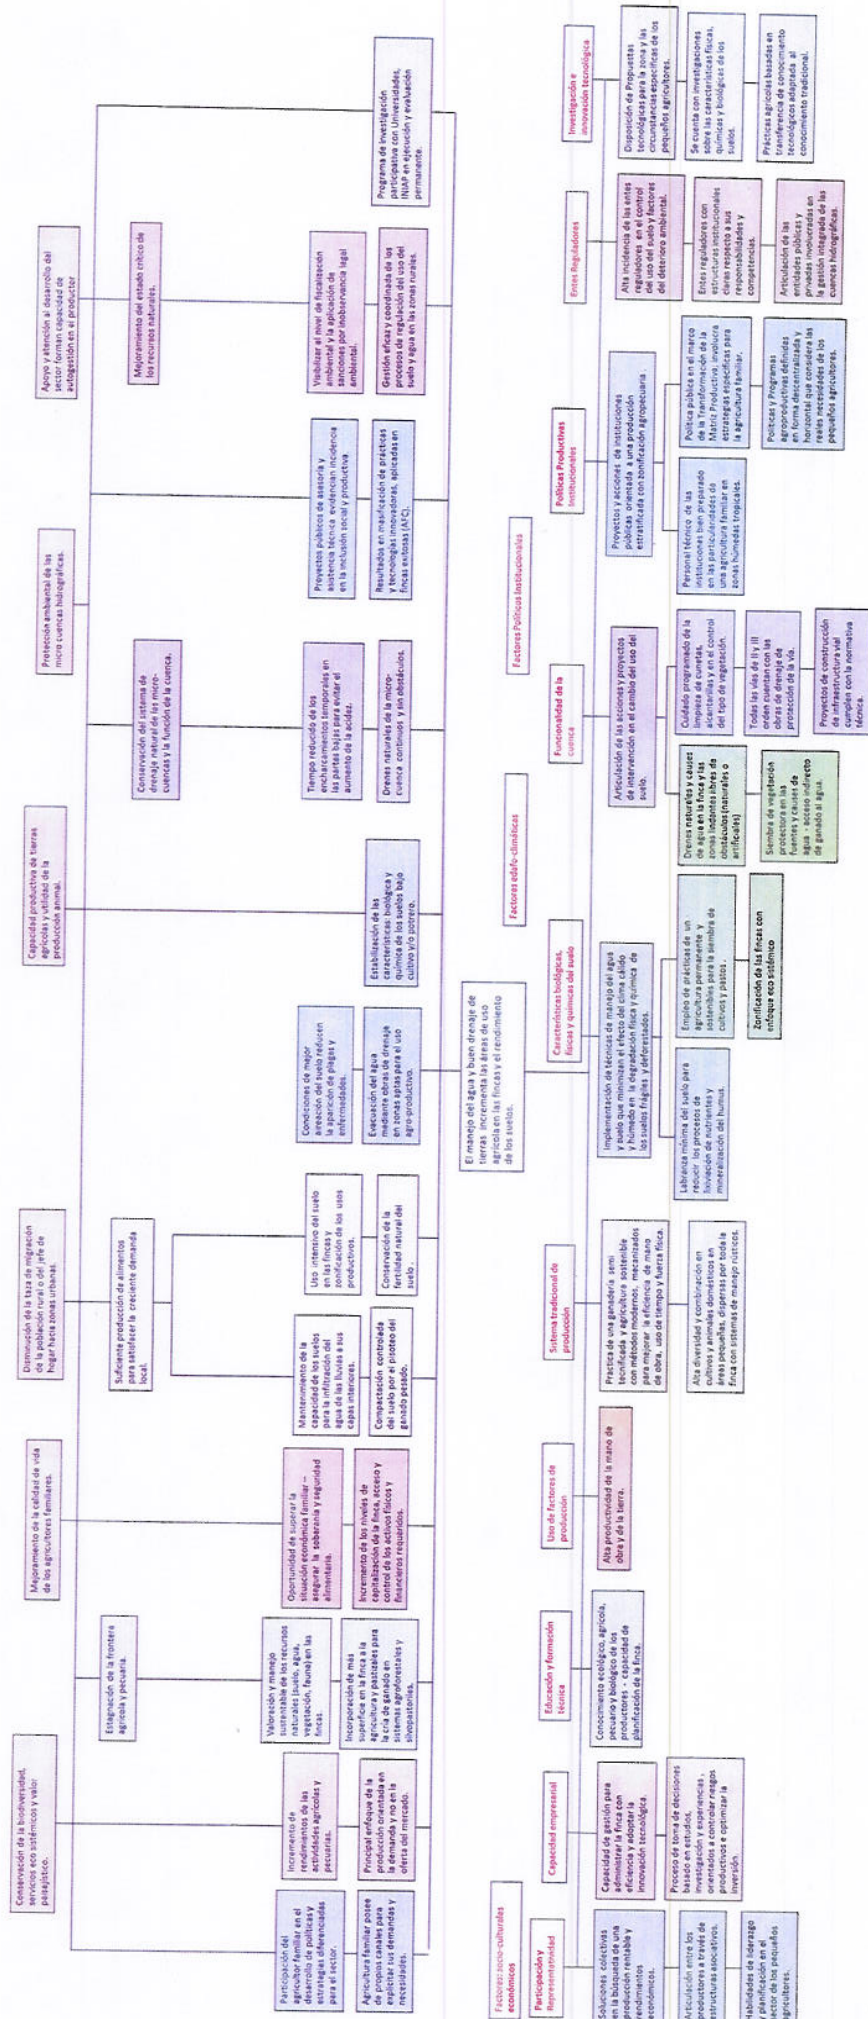 Conservación de la biodiversidad,
servicios eco sistémicos y valor
paisajístico.
Mejoramiento de la calidad de vida
de los agricultores familiares.
Disminución de la taza de migración
de la población rural o del jefe de
hogar hacia zonas urbanas.
Capacidad productiva de tierras
agrícolas y utilidad de la
producción animal.
Protección ambiental de las
micro cuencas hidrográficas.
Apoyo y atención al desarrollo del
sector forman capacidad de
autogestión en el productor
Estagnación de la frontera
agrícola y pecuaria.
Suficiente producción de alimentos
para satisfacer la creciente demanda
local.
Conservación del sistema de
drenaje natural de las micro-
cuencas y la función de la cuenca.
Mejoramiento del estado crítico de
los recursos naturales.
Participación del
agricultor familiar en el
desarrollo de políticas y
estrategias diferenciadas
para el sector.
Agricultura familiar posee
de propios canales para
explicitar sus demandas y
necesidades.
Incremento de
rendimientos de las
actividades agrícolas y
pecuarias.
Principal enfoque de la
producción orientada en
la demanda y no en la
oferta del mercado.
Valoración y manejo
sustentable de los recursos
naturales (suelo, agua,
vegetación, fauna) en las
fincas.
Incorporación de más
superficie en la finca a la
agricultura y pastizales para
la cría de ganado en
sistemas agroforestales y
silvopastoriles.
Oportunidad de superar la
situación económica familiar –
asegurar la soberanía y seguridad
alimentaria.
Incremento de los niveles de
capitalización de la finca, acceso y
control de los activos físicos y
financieros requeridos.
Mantenimiento de la
capacidad de los suelos
para la infiltración del
agua de las lluvias a sus
capas interiores.
Compactación controlada
del suelo por el pisoteo del
ganado pesado.
Uso intensivo del suelo
en las fincas y
zonificación de los usos
productivos.
Conservación de la
fertilidad natural del
suelo .
Condiciones de mejor
aireación del suelo reducen
la aparición de plagas y
enfermedades.
Evacuación del agua
mediante obras de drenaje
en zonas aptas para el uso
agro-productivo.
Estabilización de las
características: biológica y
química de los suelos bajo
cultivo y/o potrero.
Tiempo reducido de los
encharcamientos temporales en
las partes bajas para evitar el
aumento de la acidez.
Drenes naturales de la micro-
cuenca continuos y sin obstáculos.
Proyectos públicos de asesoría y
asistencia técnica evidencian incidencia
en la inclusión social y productiva.
Resultados en masificación de prácticas
y tecnologías innovadoras, aplicadas en
fincas exitosas (AFC).
Visibilizar al nivel de fiscalización
ambiental y la aplicación de
sanciones por inobservancia legal
ambiental.
Gestión eficaz y coordinada de los
procesos de regulación del uso del
suelo y agua en las zonas rurales.
Programa de investigación
participativa con Universidades,
INIAP en ejecución y evaluación
permanente.
El manejo del agua y buen drenaje de
tierras incrementa las áreas de uso
agrícola en las fincas y el rendimiento
de los suelos.
Factores: socio-culturales
económicos
Factores edafo-climáticas
Factores Políticos Institucionales
Participación y
Representatividad
Capacidad empresarial
Educación y formación
técnica
Uso de factores de
producción
Sistema tradicional de
producción
Características biológicas,
físicas y químicas del suelo
Funcionalidad de la
cuenca
Políticas Productivas
Institucionales
Entes Reguladores
Investigación e
innovación tecnológica
Soluciones colectivas
en la búsqueda de una
producción rentable y
rendimientos
económicos.
Articulación entre los
productores a través de
estructuras asociativos.
Habilidades de liderazgo
y planificación en el
sector de los pequeños
agricultores.
Capacidad de gestión para
administrar la finca con
eficiencia y adoptar la
innovación tecnológica.
Proceso de toma de decisiones
basado en estudios,
investigación y experiencias ,
orientados a controlar riesgos
productivos e optimizar la
inversión.
Conocimiento ecológico, agrícola,
pecuario y biológico de los
productores - capacidad de
planificación de la finca.
Alta productividad de la mano de
obra y de la tierra.
Practica de una ganadería semi
tecnificada y agricultura sostenible
con métodos modernos, mecanizados
para mejorar la eficiencia de mano
de obra, uso de tiempo y fuerza física.
Alta diversidad y combinación en
cultivos y animales domésticos en
áreas pequeñas, dispersas por toda la
finca con sistemas de manejo rústicos.
Implementación de técnicas de manejo del agua
y suelo que minimizan el efecto del clima cálido
y húmedo en la degradación física y química de
los suelos frágiles y deforestados.
Labranza mínima del suelo para
reducir los procesos de
lixiviación de nutrientes y
mineralización del humus.
Empleo de prácticas de un
agricultura permanente y
sostenibles para la siembra de
cultivos y pastos .
Zonificación de las fincas con
enfoque eco sistémico
Articulación de las acciones y proyectos
de intervención en el cambio del uso del
suelo.
Drenes naturales y causes
de agua en la finca y las
zonas lindantes libres de
obstáculos (naturales o
artificiales)
Siembra de vegetación
protectora en las
fuentes y causes de
agua - acceso indirecto
de ganado al agua.
Cuidado programado de la
limpieza de cunetas,
alcantarillas y en el control
del tipo de vegetación.
Todas las vías de II y III
orden cuentan con las
obras de drenaje de
protección de la vía.
Proyectos de construcción
de infraestructura vial
cumplen con la normativa
técnica.
Proyectos y acciones de instituciones
públicas orientada a una producción
estratificada con zonificación agropecuaria
Personal técnico de las
instituciones bien preparado
en las particularidades de
una agricultura familiar en
zonas húmedas tropicales.
Política pública en el marco
de la Transformación de la
Matriz Productiva, involucra
estrategias específicas para
la agricultura familiar.
Políticas y Programas
agroproductivas definidas
en forma descentralizada y
horizontal que considera las
reales necesidades de los
pequeños agricultores.
Alta incidencia de las entes
reguladores en el control
del uso del suelo y factores
del deterioro ambiental.
Entes reguladores con
estructuras institucionales
claras respecto a sus
responsabilidades y
competencias.
Articulación de las
entidades públicas y
privadas involucradas en
la gestión integrada de las
cuencas hidrográficas.
Disposición de Propuestas
tecnológicas para la zona y las
circunstancias específicas de los
pequeños agricultores.
Se cuenta con investigaciones
sobre las características físicas,
químicas y biológicas de los
suelos.
Prácticas agrícolas basadas en
transferencia de conocimiento
tecnológicos adaptada al
conocimiento tradicional.